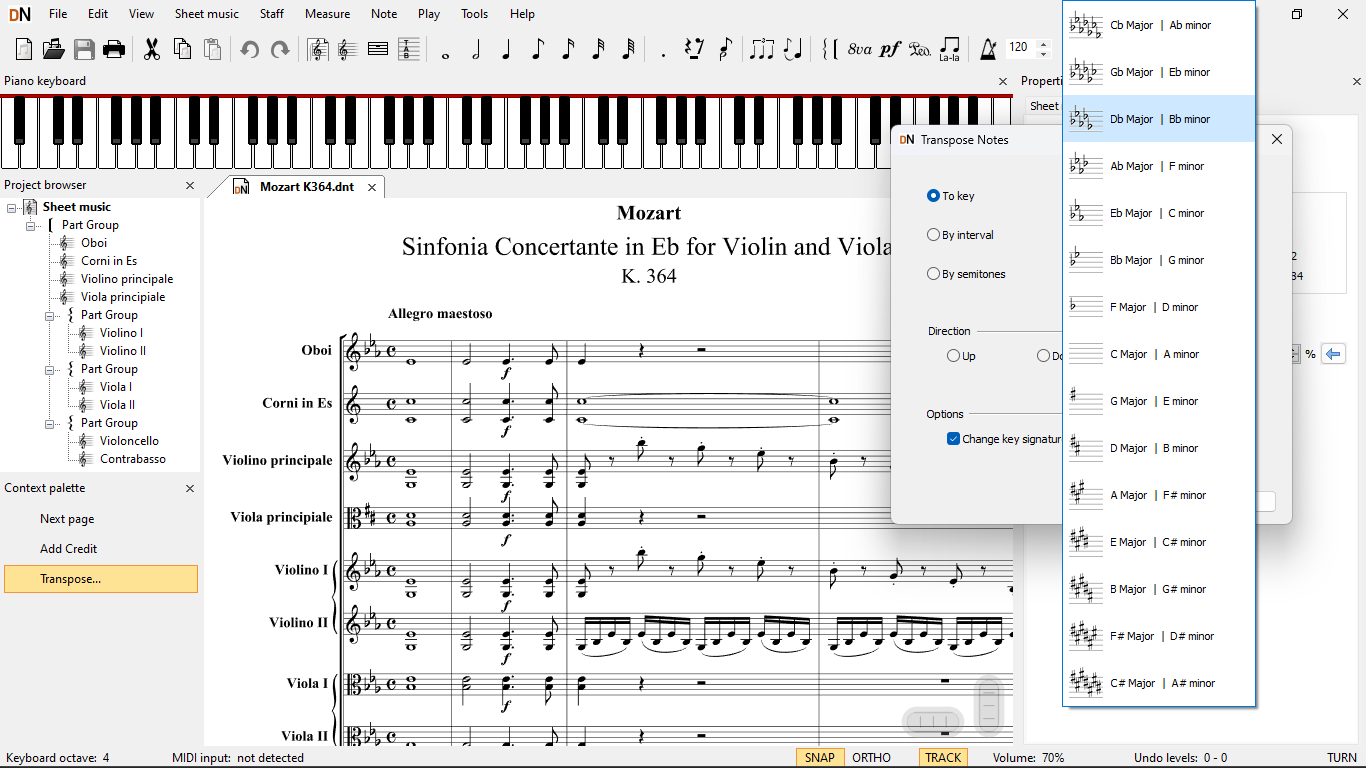 DN File Edit View Sheet music Staff Measure Note Play Tools Help
8va pf Ped. La-la 120
Piano keyboard
Properti
Sheet
Project browser
Mozart K364.dnt
Sheet music
Part Group
Oboi
Corni in Es
Violino principale
Viola principiale
Part Group
Violino I
Violino II
Part Group
Viola I
Viola II
Part Group
Violoncello
Contrabasso
Context palette
Next page
Add Credit
Transpose...
Mozart
Sinfonia Concertante in Eb for Violin and Viola
K. 364
Allegro maestoso
Oboi
f
Corni in Es
f
Violino principale
f
Viola principale
f
Violino I
f
Violino II
f
Viola I
f
Viola II
DN Transpose Notes
To key
By interval
By semitones
Direction
Up Do
Options
Change key signatur
2
34
%
Cb Major | Ab minor
Gb Major | Eb minor
Db Major | Bb minor
Ab Major | F minor
Eb Major | C minor
Bb Major | G minor
F Major | D minor
C Major | A minor
G Major | E minor
D Major | B minor
A Major | F# minor
E Major | C# minor
B Major | G# minor
F# Major | D# minor
C# Major | A# minor
Keyboard octave: 4 MIDI input: not detected SNAP ORTHO TRACK Volume: 70% Undo levels: 0 - 0 TURN